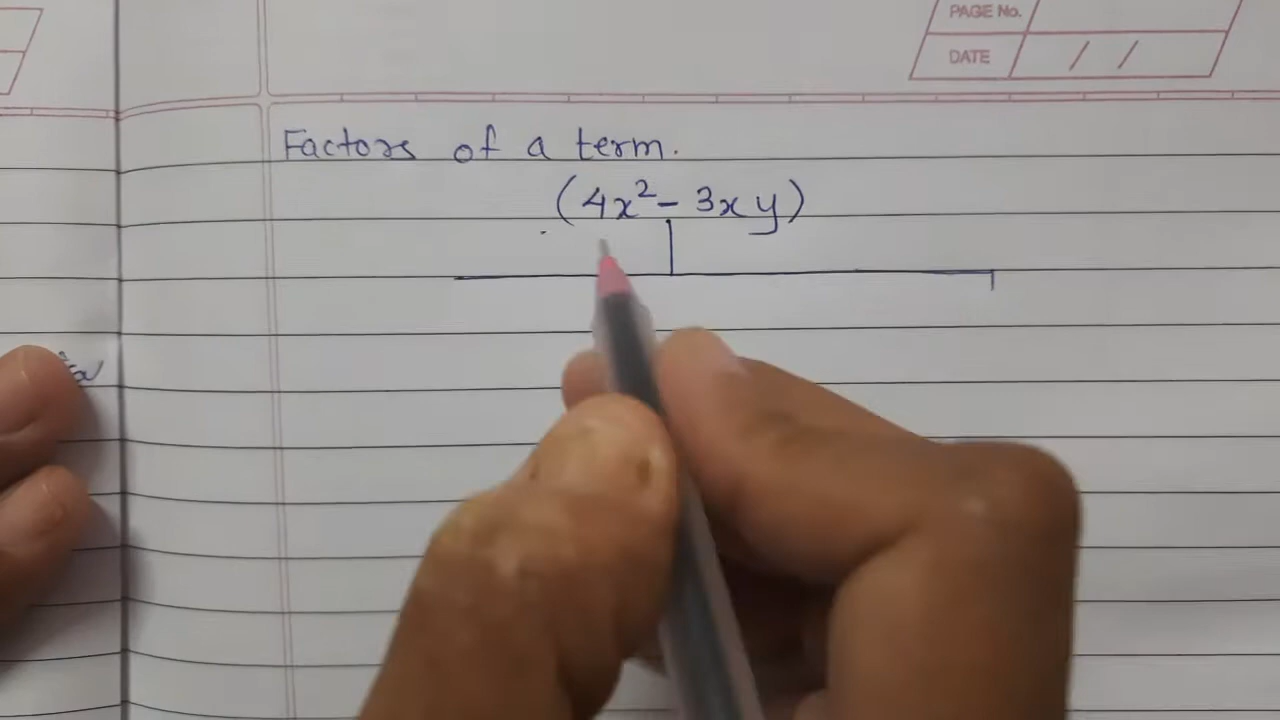 PAGE No.
DATE / /
Factors of a term.
(4x² - 3xy)